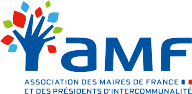 amf
ASSOCIATION DES MAIRES DE FRANCE
ET DES PRÉSIDENTS D'INTERCOMMUNALITÉ